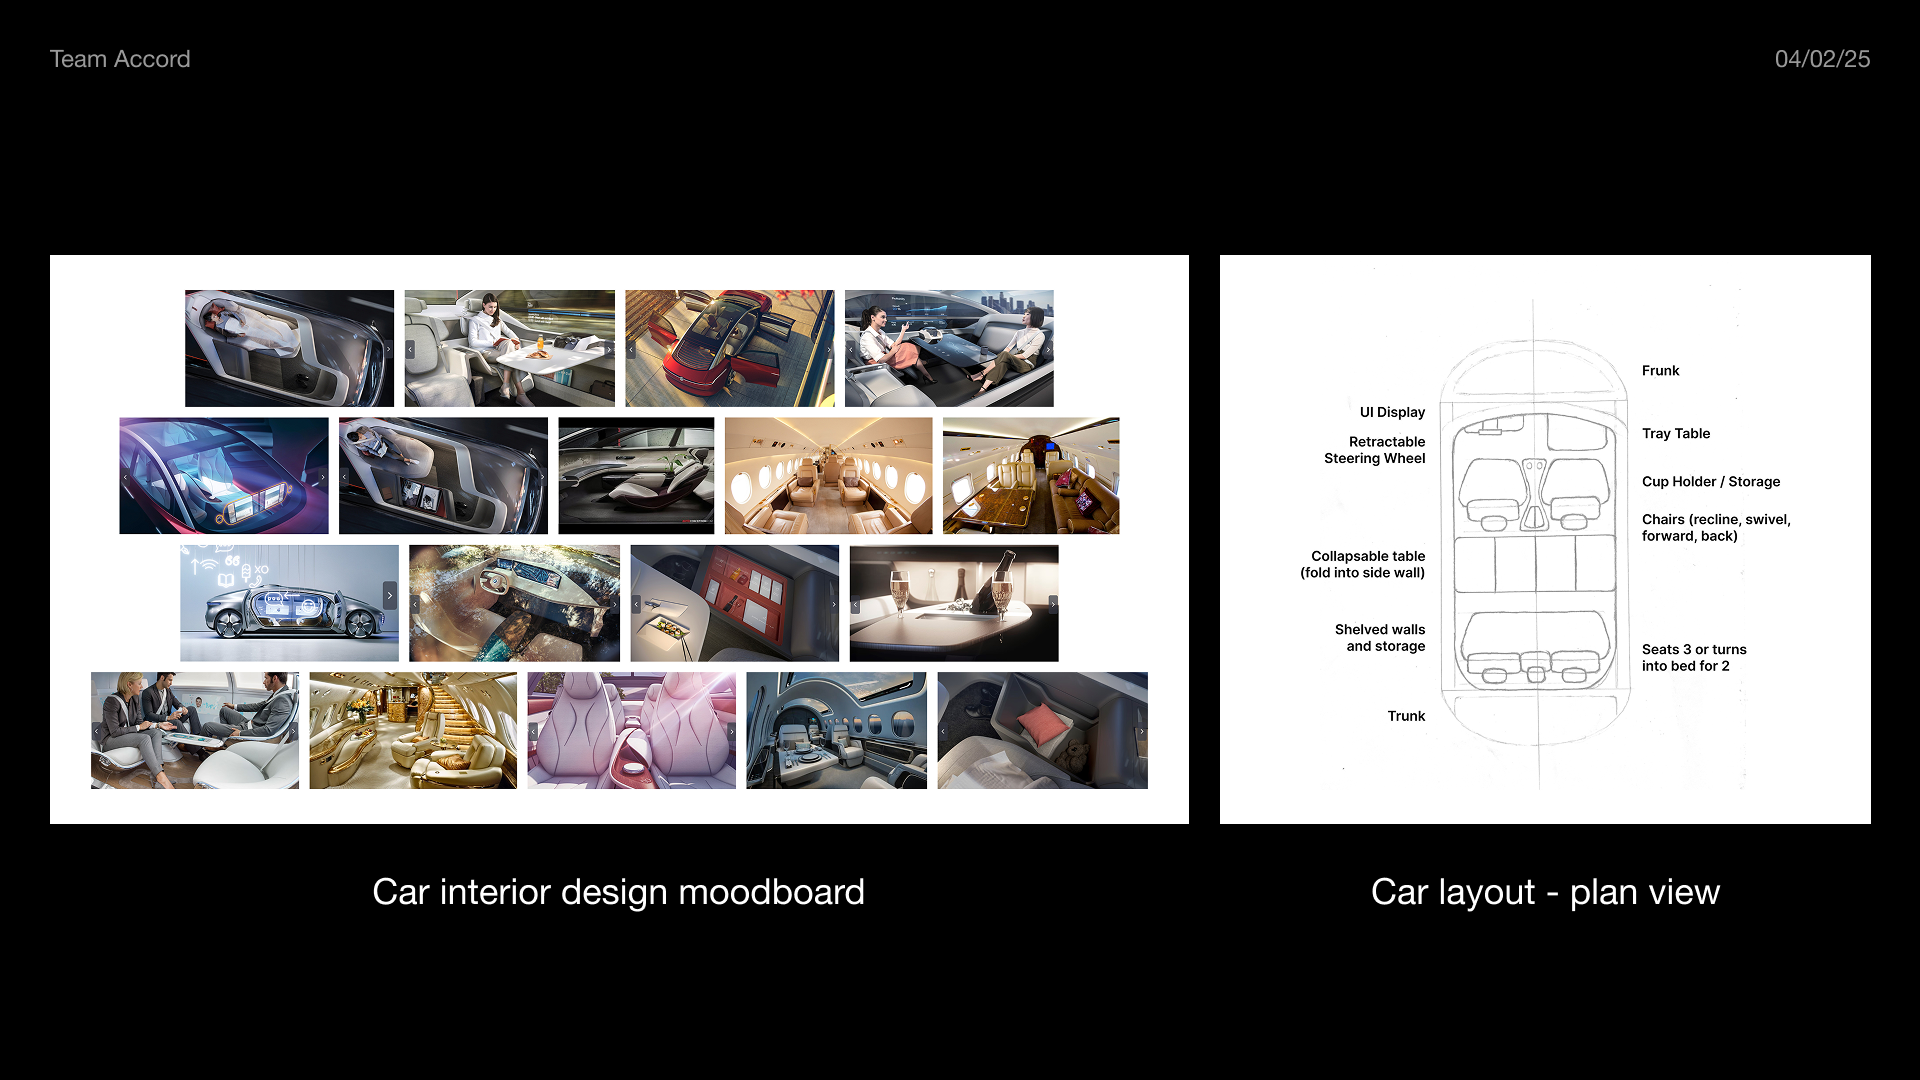 Team Accord
04/02/25
UI Display
Retractable
Steering Wheel
Collapsable table
(fold into side wall)
Shelved walls
and storage
Trunk
Frunk
Tray Table
Cup Holder / Storage
Chairs (recline, swivel,
forward, back)
Seats 3 or turns
into bed for 2
Car interior design moodboard
Car layout - plan view